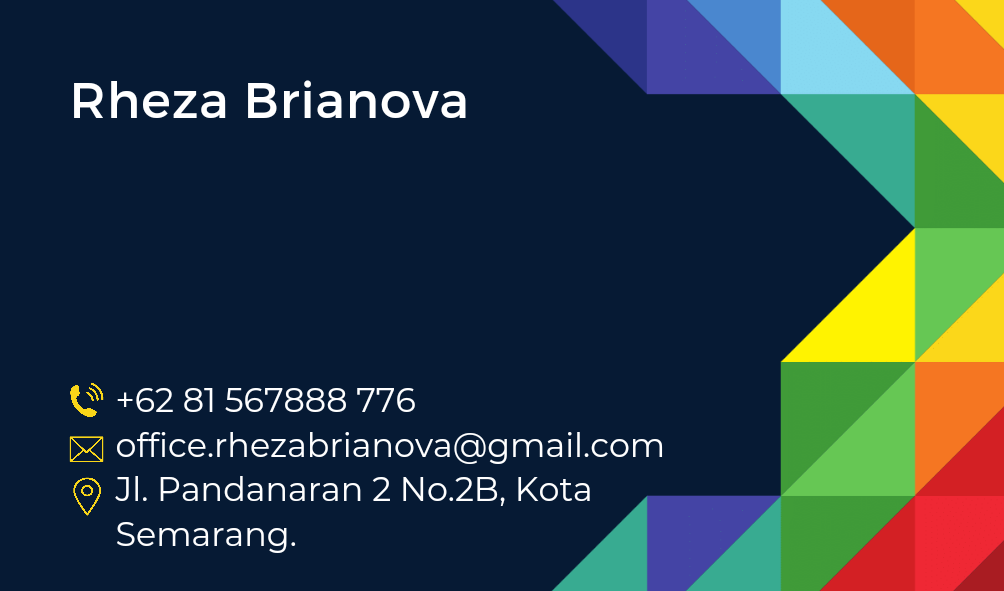 Rheza Brianova
+62 81 567888 776
office.rhezabrianova@gmail.com
Jl. Pandanaran 2 No.2B, Kota
Semarang.